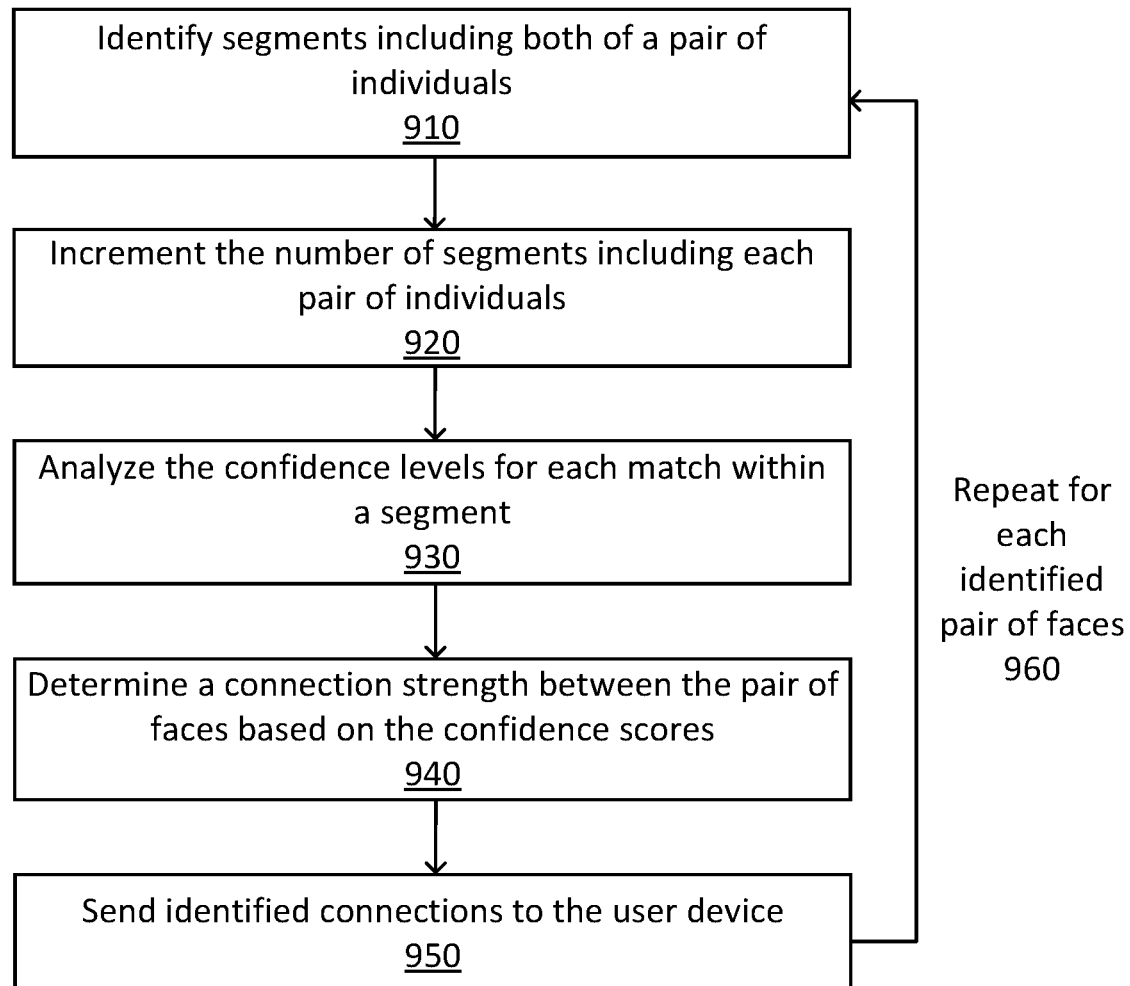 Identify segments including both of a pair of
individuals
910
Increment the number of segments including each
pair of individuals
920
Analyze the confidence levels for each match within
a segment
930
Determine a connection strength between the pair of
faces based on the confidence scores
940
Send identified connections to the user device
950
Repeat for
each
identified
pair of faces
960